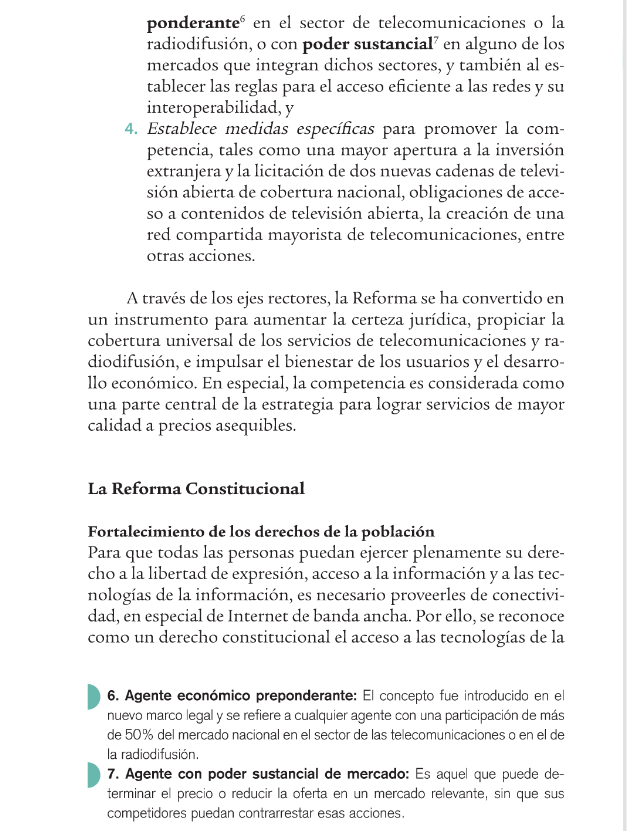 ponderante⁶ en el sector de telecomunicaciones o la
radiodifusión, o con poder sustancial⁷ en alguno de los
mercados que integran dichos sectores, y también al es-
tablecer las reglas para el acceso eficiente a las redes y su
interoperabilidad, y
4. Establece medidas específicas para promover la com-
petencia, tales como una mayor apertura a la inversión
extranjera y la licitación de dos nuevas cadenas de televi-
sión abierta de cobertura nacional, obligaciones de acce-
so a contenidos de televisión abierta, la creación de una
red compartida mayorista de telecomunicaciones, entre
otras acciones.
A través de los ejes rectores, la Reforma se ha convertido en
un instrumento para aumentar la certeza jurídica, propiciar la
cobertura universal de los servicios de telecomunicaciones y ra-
diodifusión, e impulsar el bienestar de los usuarios y el desarro-
llo económico. En especial, la competencia es considerada como
una parte central de la estrategia para lograr servicios de mayor
calidad a precios asequibles.
La Reforma Constitucional
Fortalecimiento de los derechos de la población
Para que todas las personas puedan ejercer plenamente su dere-
cho a la libertad de expresión, acceso a la información y a las tec-
nologías de la información, es necesario proveerles de conectivi-
dad, en especial de Internet de banda ancha. Por ello, se reconoce
como un derecho constitucional el acceso a las tecnologías de la
6. Agente económico preponderante: El concepto fue introducido en el
nuevo marco legal y se refiere a cualquier agente con una participación de más
de 50% del mercado nacional en el sector de las telecomunicaciones o en el de
la radiodifusión.
7. Agente con poder sustancial de mercado: Es aquel que puede de-
terminar el precio o reducir la oferta en un mercado relevante, sin que sus
competidores puedan contrarrestar esas acciones.